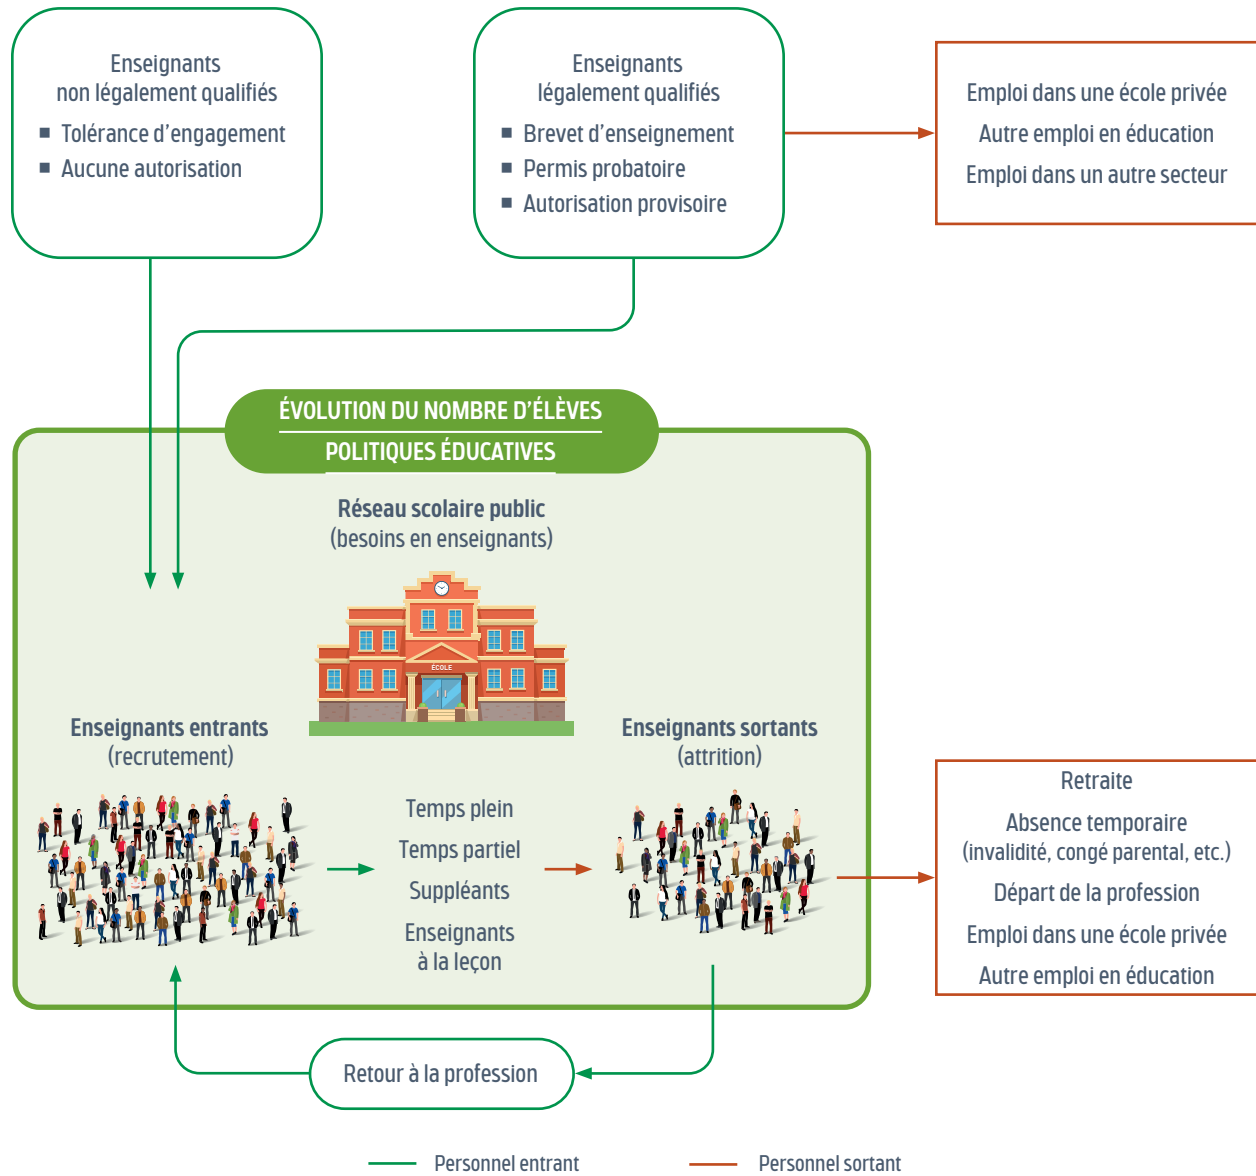 Enseignants
non légalement qualifiés
■ Tolérance d'engagement
■ Aucune autorisation
Enseignants
légalement qualifiés
■ Brevet d'enseignement
■ Permis probatoire
■ Autorisation provisoire
Emploi dans une école privée
Autre emploi en éducation
Emploi dans un autre secteur
ÉVOLUTION DU NOMBRE D'ÉLÈVES
POLITIQUES ÉDUCATIVES
Réseau scolaire public
(besoins en enseignants)
ÉCOLE
Enseignants entrants
(recrutement)
Temps plein
Temps partiel
Suppléants
Enseignants
à la leçon
Enseignants sortants
(attrition)
Retraite
Absence temporaire
(invalidité, congé parental, etc.)
Départ de la profession
Emploi dans une école privée
Autre emploi en éducation
Retour à la profession
Personnel entrant
Personnel sortant